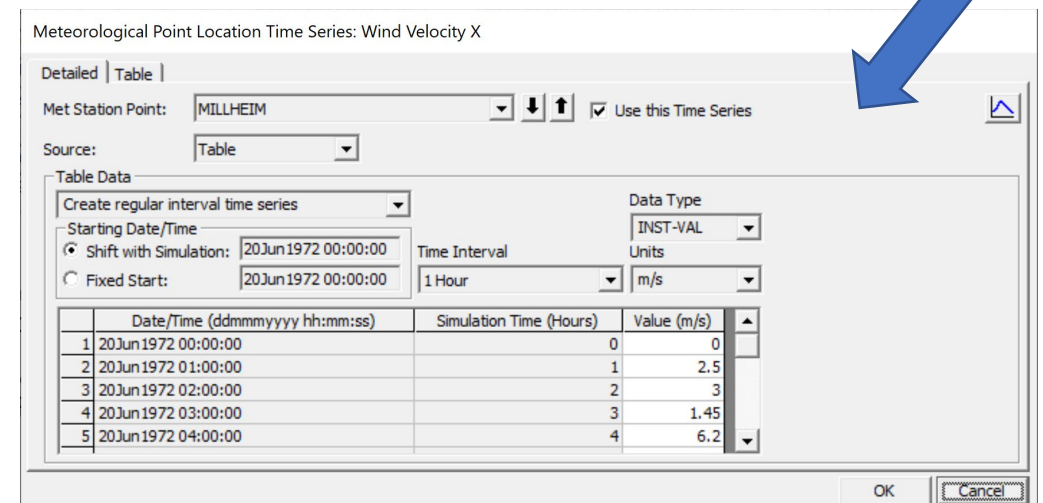 Meteorological Point Location Time Series: Wind Velocity X
Detailed Table
Met Station Point: MILLHEIM Use this Time Series
Source: Table
Table Data
Create regular interval time series Data Type
Starting Date/Time INST-VAL
Shift with Simulation: 20Jun1972 00:00:00 Time Interval Units
Fixed Start: 20Jun1972 00:00:00 1 Hour m/s
Date/Time (ddmmmyyyy hh:mm:ss) Simulation Time (Hours) Value (m/s)
1 20Jun1972 00:00:00 0 0
2 20Jun1972 01:00:00 1 2.5
3 20Jun1972 02:00:00 2 3
4 20Jun1972 03:00:00 3 1.45
5 20Jun1972 04:00:00 4 6.2
OK Cancel